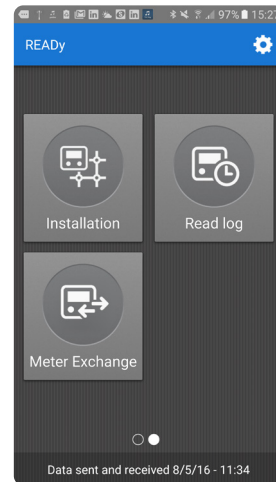 97% 15:27
READy
Installation
Read log
Meter Exchange
Data sent and received 8/5/16 - 11:34